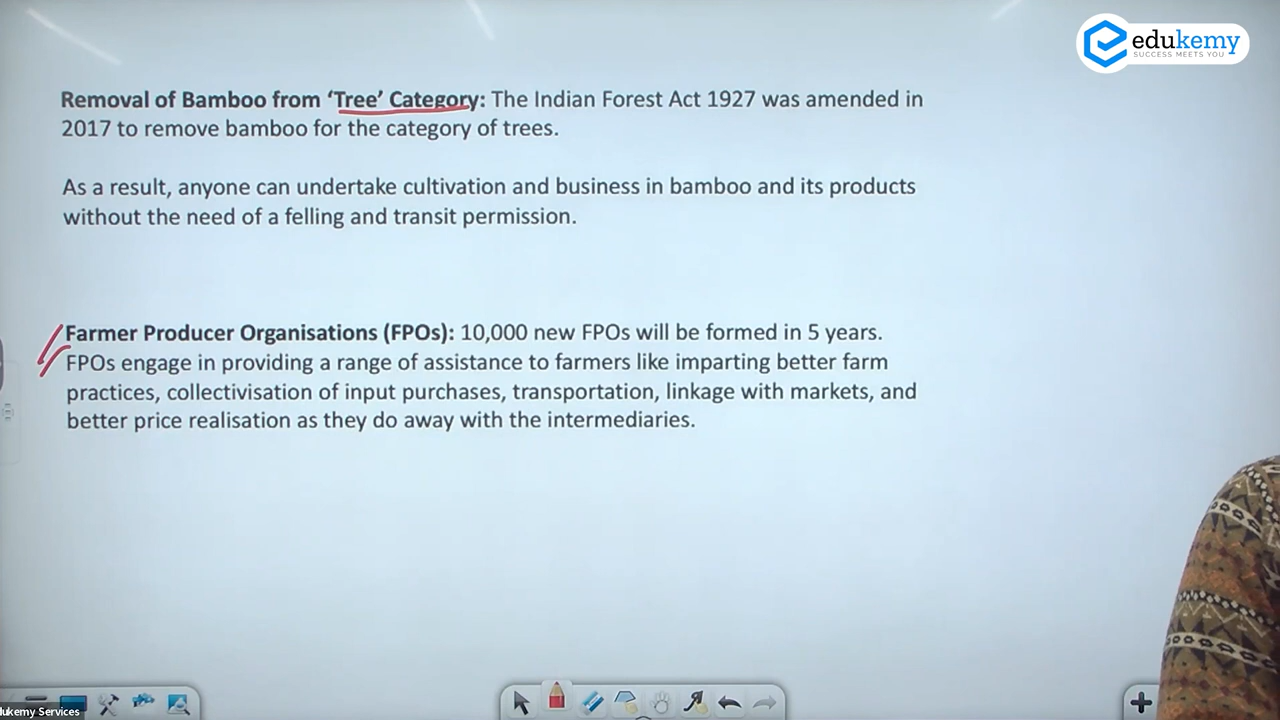 edukemy
SUCCESS MEETS YOU
Removal of Bamboo from ‘Tree’ Category: The Indian Forest Act 1927 was amended in
2017 to remove bamboo for the category of trees.
As a result, anyone can undertake cultivation and business in bamboo and its products
without the need of a felling and transit permission.
Farmer Producer Organisations (FPOs): 10,000 new FPOs will be formed in 5 years.
FPOs engage in providing a range of assistance to farmers like imparting better farm
practices, collectivisation of input purchases, transportation, linkage with markets, and
better price realisation as they do away with the intermediaries.
dukemy Services